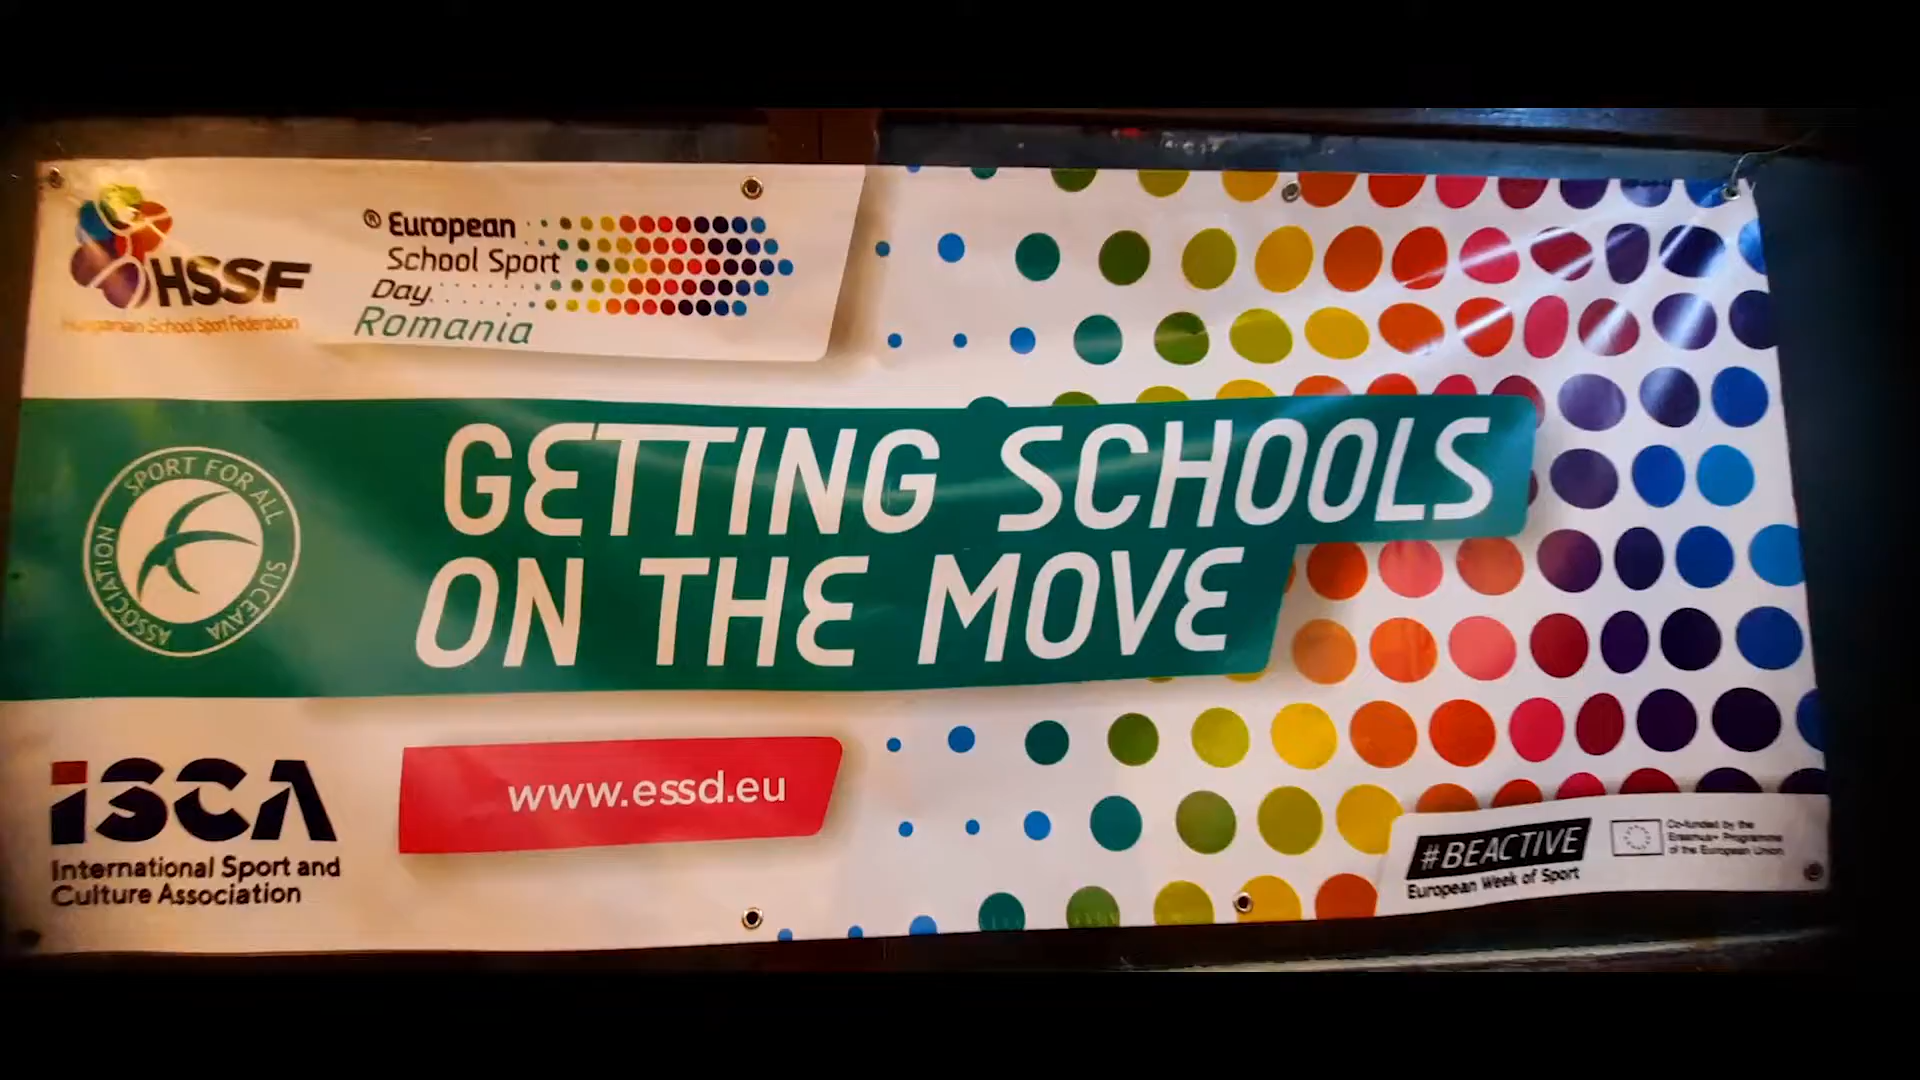 HSSF
Hungarian School Sport Federation
® European
School Sport
Day
Romania
SPORT FOR ALL
SUCEAVA
ASSOCIATION
GETTING SCHOOLS
ON THE MOVE
iSCA
International Sport and
Culture Association
www.essd.eu
#BEACTIVE
European Week of Sport
Co-funded by the
Erasmus+ Programme
of the European Union